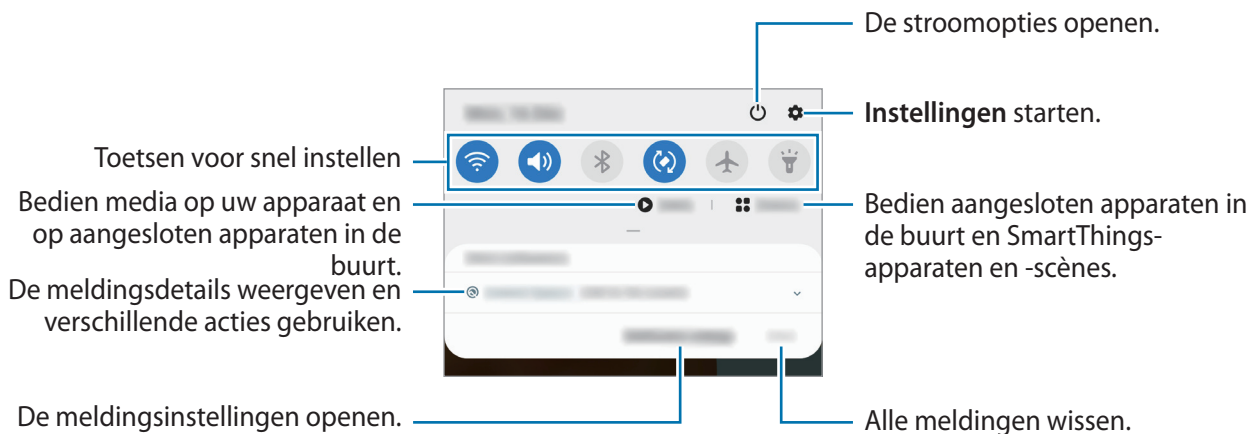 De stroomopties openen.
Instellingen starten.
Toetsen voor snel instellen
Bedien media op uw apparaat en
op aangesloten apparaten in de
buurt.
Bedien aangesloten apparaten in
de buurt en SmartThings-
apparaten en -scènes.
De meldingsdetails weergeven en
verschillende acties gebruiken.
De meldingsinstellingen openen.
Alle meldingen wissen.